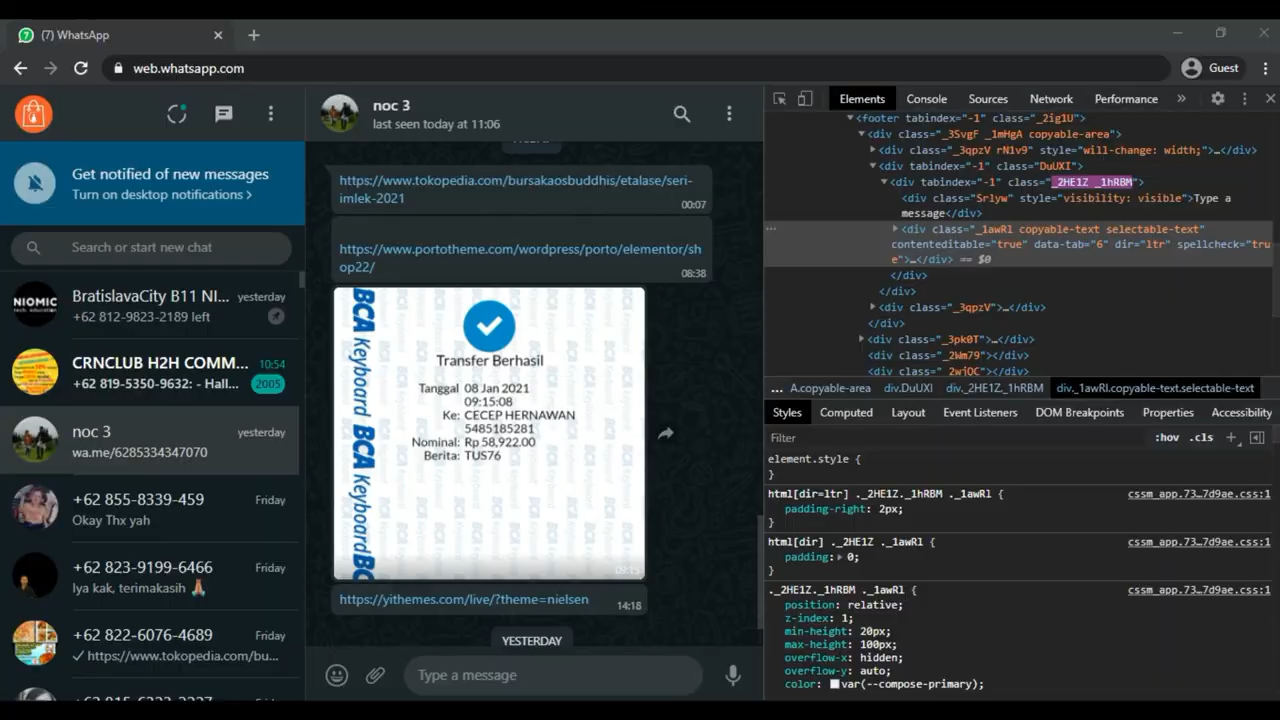 (7) WhatsApp
web.whatsapp.com
Guest
Get notified of new messages
Turn on desktop notifications >
Search or start new chat
NIOMIC
BratislavaCity B11 NI... yesterday
+62 812-9823-2189 left
CRNCLUB H2H COMM... 10:54
+62 819-5350-9632: - Hall... 2005
noc 3 yesterday
wa.me/6285334347070
+62 855-8339-459 Friday
Okay Thx yah
+62 823-9199-6466 Friday
Iya kak, terimakasih 🙏
+62 822-6076-4689 Friday
https://www.tokopedia.com/bu...
noc 3
last seen today at 11:06
https://www.tokopedia.com/bursakaosbuddhis/etalase/seri-
imlek-2021
00:07
https://www.portotheme.com/wordpress/porto/elementor/sh
op22/
08:38
BCA Keyboard BCA Keyboard BC
Transfer Berhasil
Tanggal 08 Jan 2021
09:15:08
Ke: CECEP HERNAWAN
5485185281
Nominal: Rp 58,922.00
Berita: TUS76
09:15
https://yithemes.com/live/?theme=nielsen 14:18
YESTERDAY
Type a message
Elements Console Sources Network Performance »
<footer tabindex="-1" class="_2ig1U">
<div class="_3SvgF _1mHgA copyable-area">
<div class="_3qpzV rN1v9" style="will-change: width;">…</div>
<div tabindex="-1" class="DuUXI">
<div tabindex="-1" class="_2HE1Z _1hRBM">
<div class="Srlyw" style="visibility: visible">Type a
message</div>
<div class="_1awRl copyable-text selectable-text"
contenteditable="true" data-tab="6" dir="ltr" spellcheck="tru
e">…</div> == $0
</div>
</div>
<div class="_3qpzV">…</div>
</div>
<div class="_3pk0T">…</div>
<div class="_2Wm79"></div>
<div class="_2wjOC"></div>
... A.copyable-area div.DuUXI div._2HE1Z._1hRBM div._1awRl.copyable-text.selectable-text
Styles Computed Layout Event Listeners DOM Breakpoints Properties Accessibility
Filter :hov .cls +
element.style {
}
html[dir=ltr] ._2HE1Z._1hRBM ._1awRl { cssm_app.73…7d9ae.css:1
padding-right: 2px;
}
html[dir] ._2HE1Z ._1awRl { cssm_app.73…7d9ae.css:1
padding: 0;
}
._2HE1Z._1hRBM ._1awRl { cssm_app.73…7d9ae.css:1
position: relative;
z-index: 1;
min-height: 20px;
max-height: 100px;
overflow-x: hidden;
overflow-y: auto;
color: var(--compose-primary);